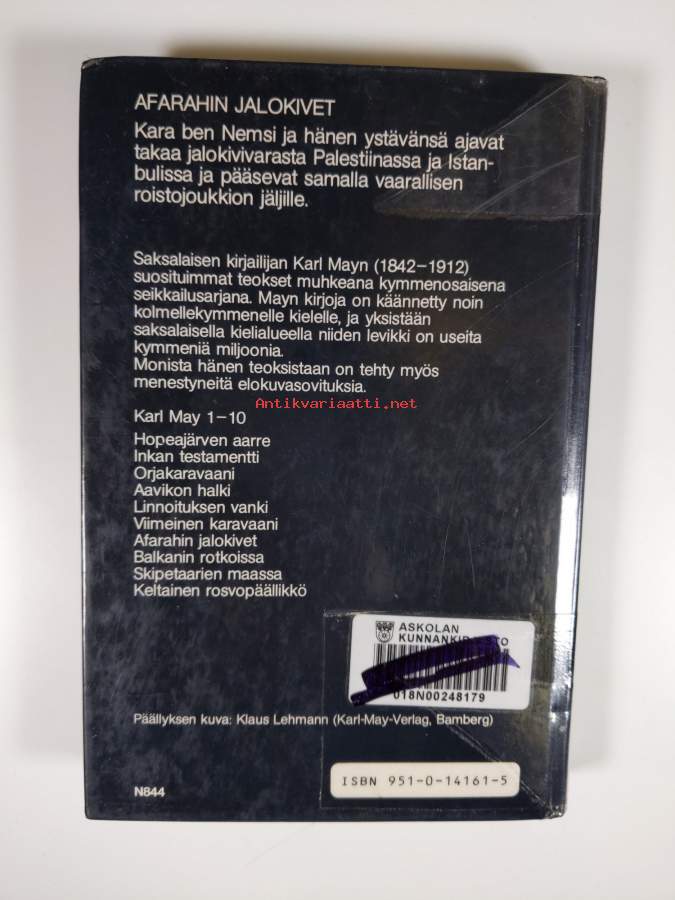 AFARAHIN JALOKIVET
Kara ben Nemsi ja hänen ystävänsä ajavat
takaa jalokivivarasta Palestiinassa ja Istan-
bulissa ja pääsevat samalla vaarallisen
roistojoukkion jäljille.
Saksalaisen kirjailijan Karl Mayn (1842–1912)
suosituimmat teokset muhkeana kymmenosaisena
seikkailusarjana. Mayn kirjoja on käännetty noin
kolmellekymmenelle kielelle, ja yksistään
saksalaisella kielialueella niiden levikki on useita
kymmeniä miljoonia.
Monista hänen teoksistaan on tehty myös
menestyneitä elokuvasovituksia.
Antikvariaatti.net
Karl May 1–10
Hopeajärven aarre
Inkan testamentti
Orjakaravaani
Aavikon halki
Linnoituksen vanki
Viimeinen karavaani
Afarahin jalokivet
Balkanin rotkoissa
Skipetaarien maassa
Keltainen rosvopäällikkö
ASKOLAN
018N00248179
Päällyksen kuva: Klaus Lehmann (Karl-May-Verlag, Bamberg)
ISBN 951-0-14161-5
N844